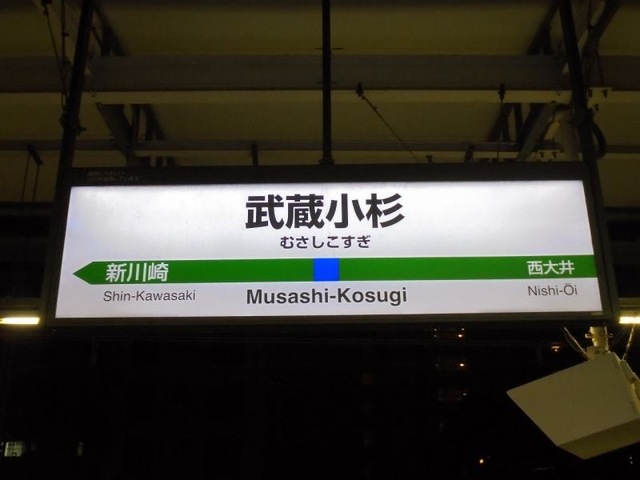 武蔵小杉
むさしこすぎ
新川崎
西大井
Shin-Kawasaki
Musashi-Kosugi
Nishi-Ōi